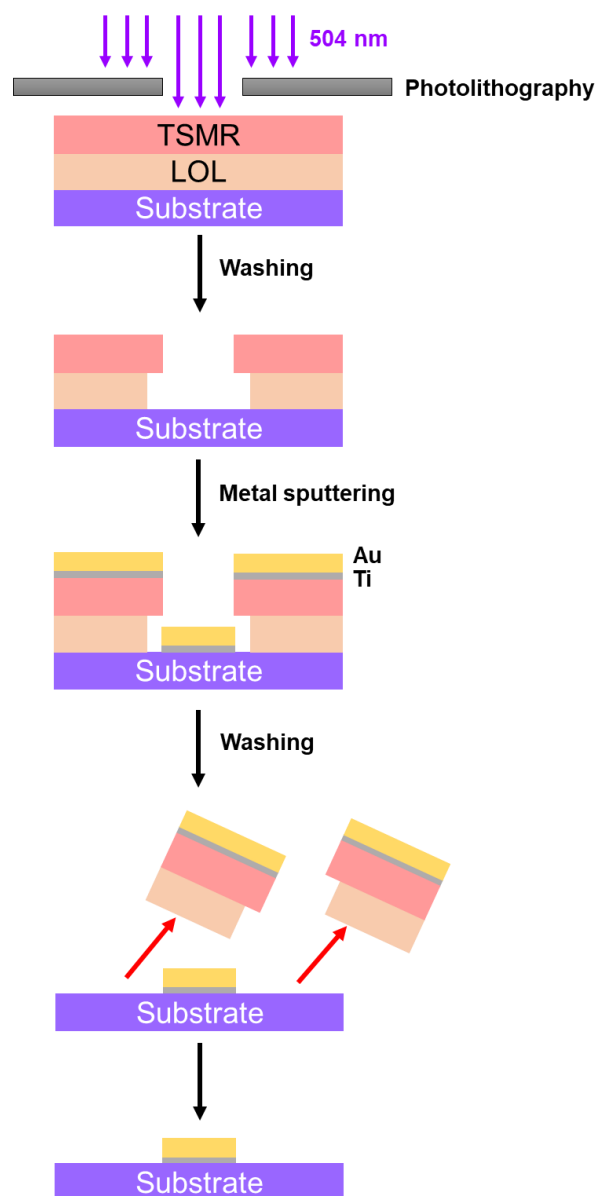 504 nm
Photolithography
TSMR
LOL
Substrate
Washing
Substrate
Metal sputtering
Au
Ti
Substrate
Washing
Substrate
Substrate